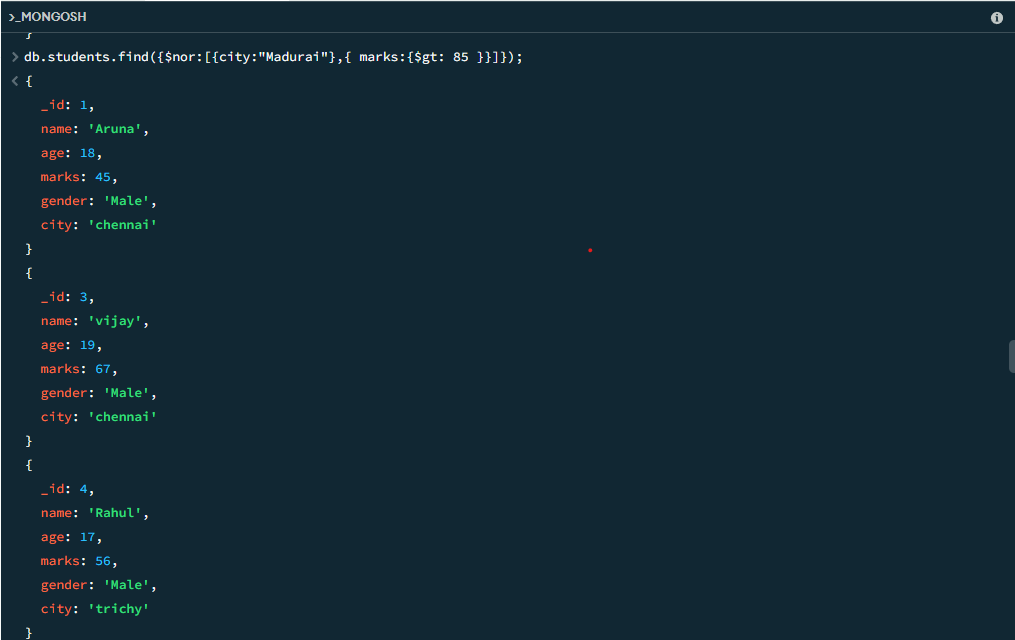 >_MONGOSH
}
> db.students.find({$nor:[{city:"Madurai"},{ marks:{$gt: 85 }}]});
< {
_id: 1,
name: 'Aruna',
age: 18,
marks: 45,
gender: 'Male',
city: 'chennai'
}
{
_id: 3,
name: 'vijay',
age: 19,
marks: 67,
gender: 'Male',
city: 'chennai'
}
{
_id: 4,
name: 'Rahul',
age: 17,
marks: 56,
gender: 'Male',
city: 'trichy'
}